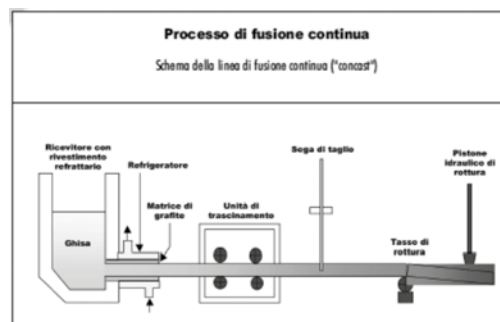 Processo di fusione continua
Schema della linea di fusione continua ("concast")
Ricevitore con
rivestimento
refrattario
Refrigeratore
Matrice di
grafite
Ghisa
Unità di
trascinamento
Sega di taglio
Tasso di
rottura
Pistone
idraulico di
rottura